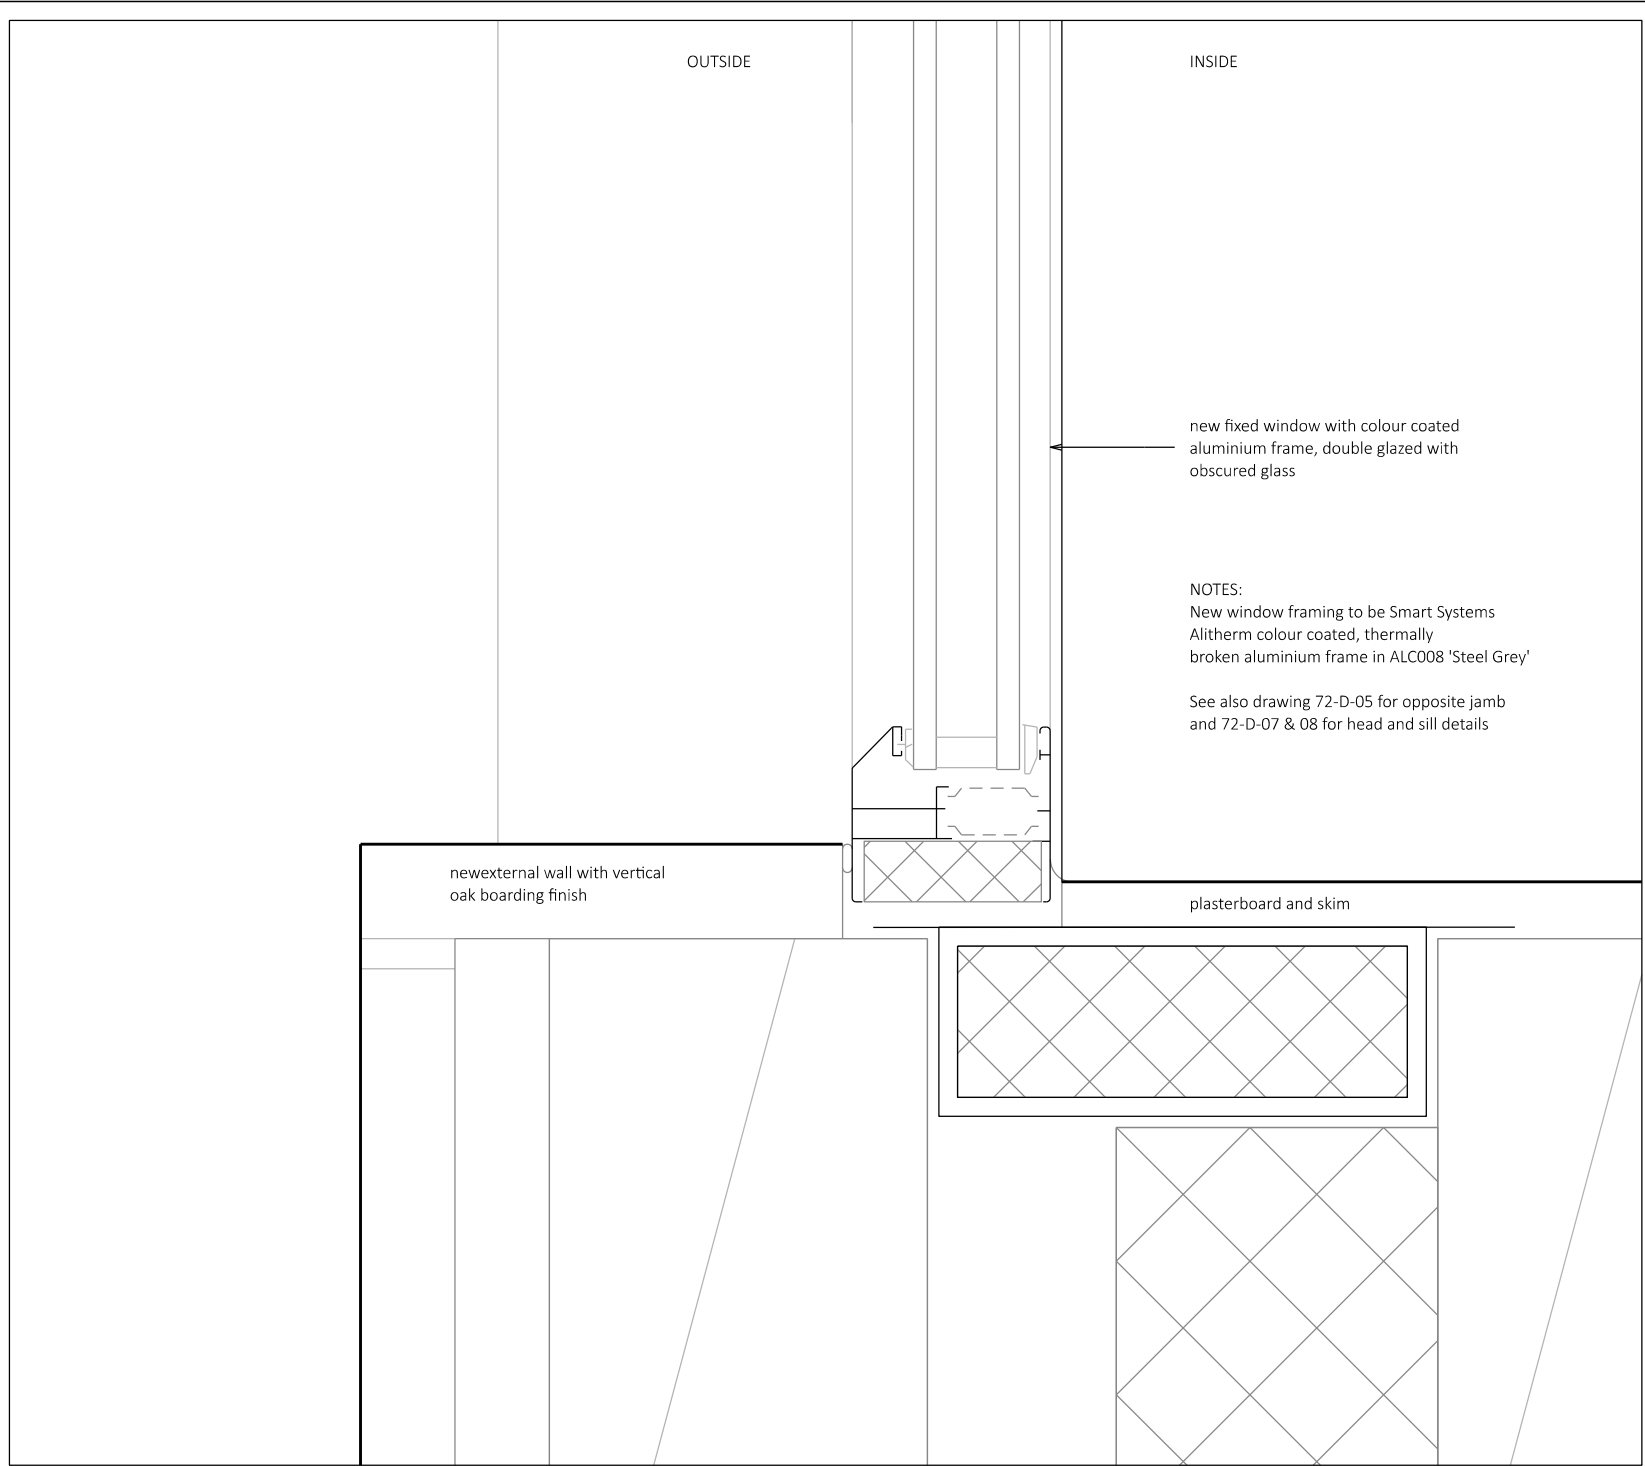 OUTSIDE
INSIDE
new fixed window with colour coated
aluminium frame, double glazed with
obscured glass
NOTES:
New window framing to be Smart Systems
Alitherm colour coated, thermally
broken aluminium frame in ALC008 'Steel Grey'
See also drawing 72-D-05 for opposite jamb
and 72-D-07 & 08 for head and sill details
newexternal wall with vertical
oak boarding finish
plasterboard and skim